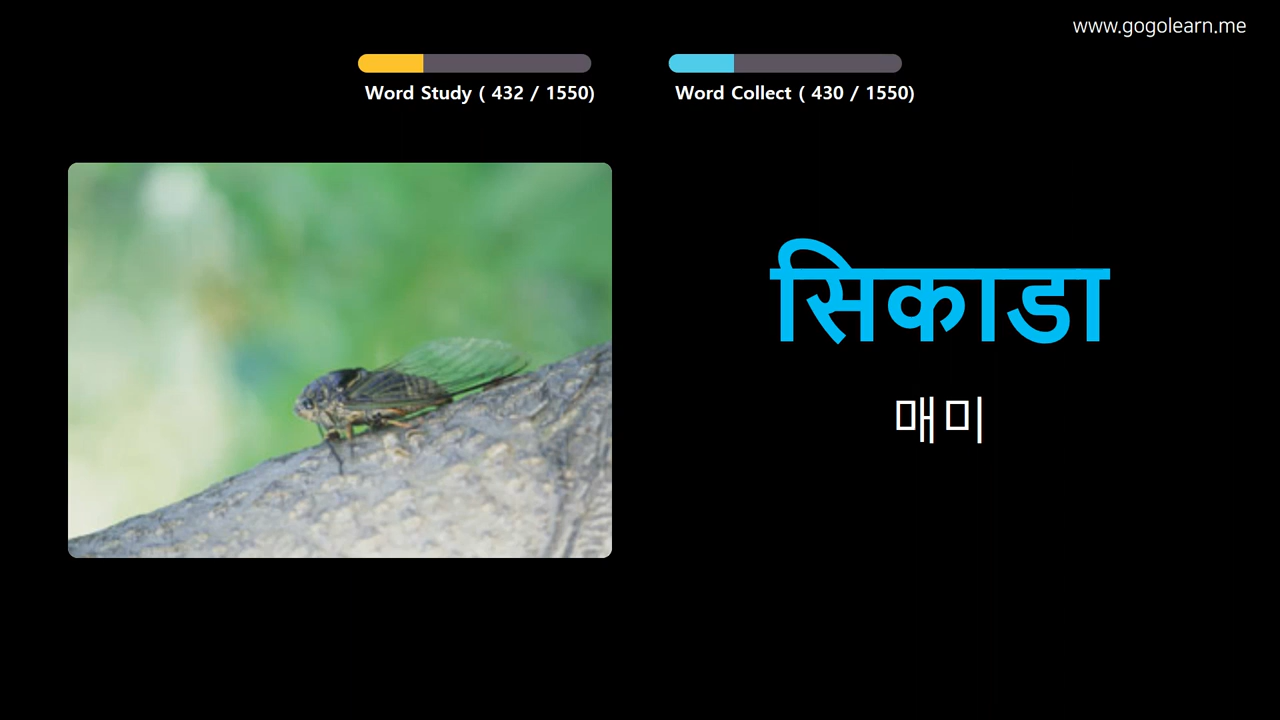 www.gogolearn.me
Word Study ( 432 / 1550)
Word Collect ( 430 / 1550)
सिकाडा
매미